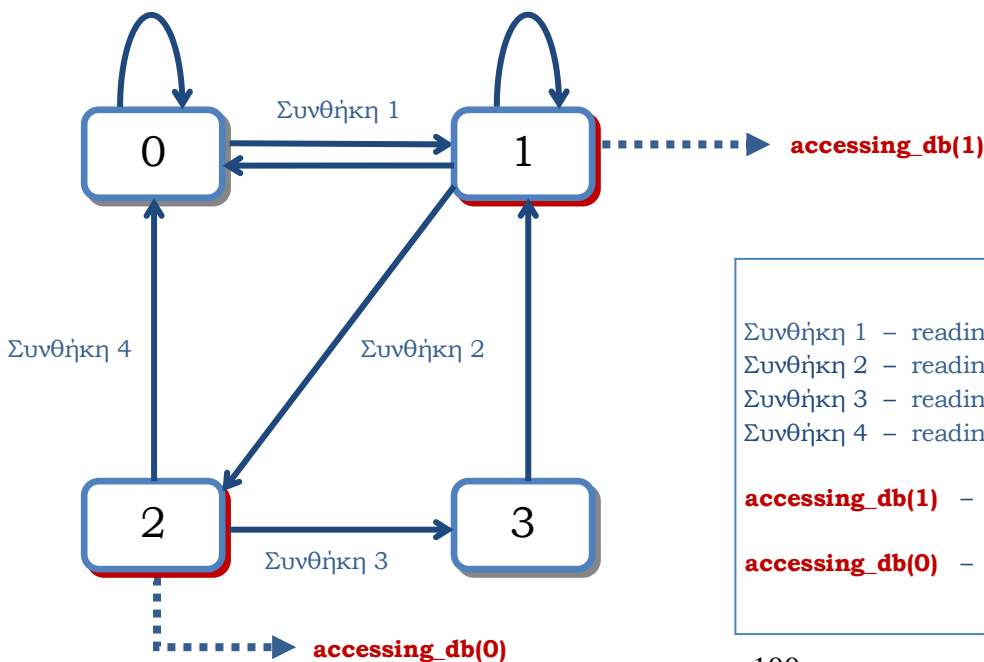 Συνθήκη 1
0
1
accessing_db(1)
Συνθήκη 4
Συνθήκη 2
Συνθήκη 1 – readin
Συνθήκη 2 – readin
Συνθήκη 3 – readin
Συνθήκη 4 – readin
accessing_db(1) –
accessing_db(0) –
2
3
Συνθήκη 3
accessing_db(0)